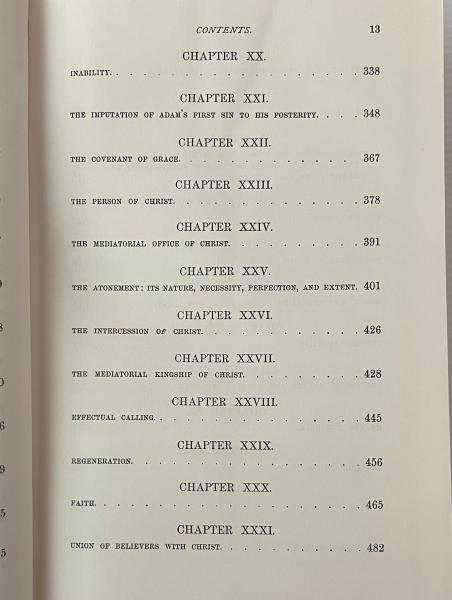 CONTENTS. 13
CHAPTER XX.
INABILITY. . . . . . . . . . . . . . . . . . 338
CHAPTER XXI.
THE IMPUTATION OF ADAM'S FIRST SIN TO HIS POSTERITY. . . . 348
CHAPTER XXII.
THE COVENANT OF GRACE. . . . . . . . . . . . . 367
CHAPTER XXIII.
THE PERSON OF CHRIST. . . . . . . . . . . . . 378
CHAPTER XXIV.
THE MEDIATORIAL OFFICE OF CHRIST. . . . . . . . . 391
CHAPTER XXV.
THE ATONEMENT: ITS NATURE, NECESSITY, PERFECTION, AND EXTENT. 401
CHAPTER XXVI.
THE INTERCESSION OF CHRIST. . . . . . . . . . . 426
CHAPTER XXVII.
THE MEDIATORIAL KINGSHIP OF CHRIST. . . . . . . . 428
CHAPTER XXVIII.
EFFECTUAL CALLING. . . . . . . . . . . . . . 445
CHAPTER XXIX.
REGENERATION. . . . . . . . . . . . . . . . 456
CHAPTER XXX.
FAITH. . . . . . . . . . . . . . . . . . 465
CHAPTER XXXI.
UNION OF BELIEVERS WITH CHRIST. . . . . . . . . . 482